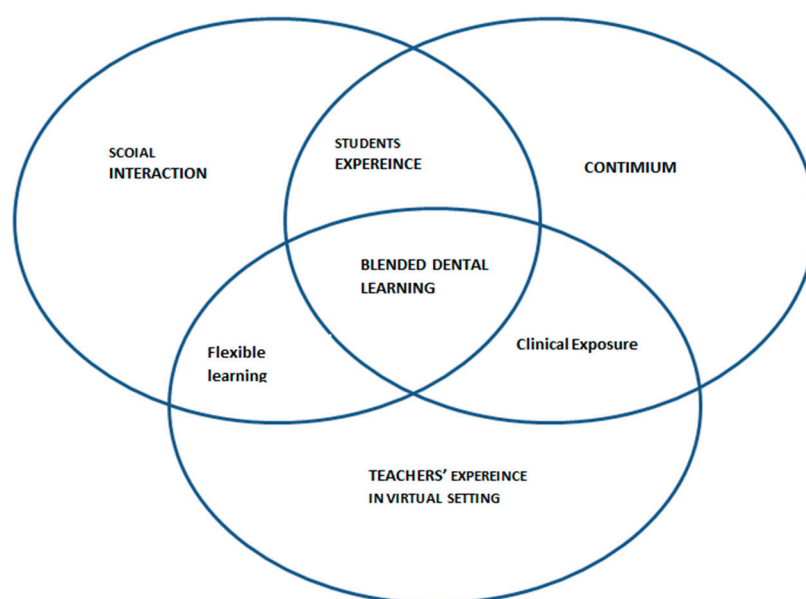 SCOIAL
INTERACTION
STUDENTS
EXPEREINCE
CONTIMIUM
BLENDED DENTAL
LEARNING
Flexible
learning
Clinical Exposure
TEACHERS’ EXPEREINCE
IN VIRTUAL SETTING